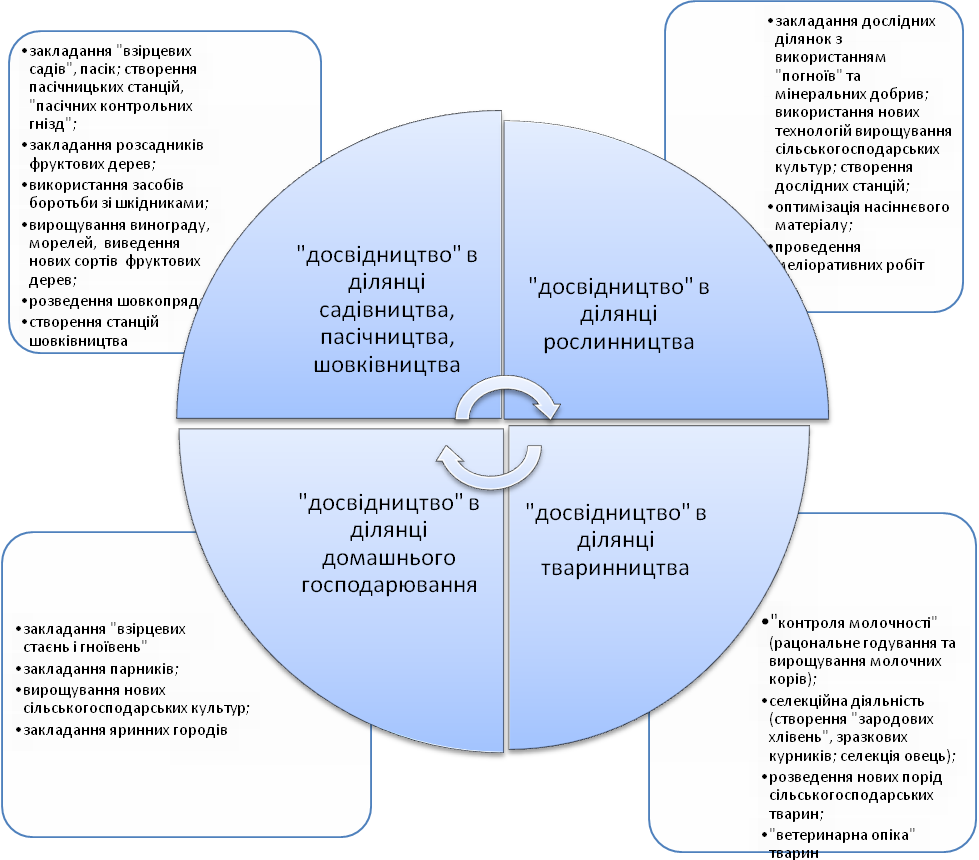 •закладання "взірцевих
садів", пасік; створення
пасічницьких станцій,
"пасічних контрольних
гнізд";
•закладання розсадників
фруктових дерев;
•використання засобів
боротьби зі шкідниками;
•вирощування винограду,
морелей, виведення
нових сортів фруктових
дерев;
•розведення шовкопряда
•створення станцій
шовківництва
•закладання дослідних
ділянок з
використанням
"погноїв" та
мінеральних добрив;
використання нових
технологій вирощування
сільськогосподарських
культур; створення
дослідних станцій;
•оптимізація насіннєвого
матеріалу;
•проведення
меліоративних робіт
"досвідництво" в
ділянці
садівництва,
пасічництва,
шовківництва
"досвідництво" в
ділянці
рослинництва
"досвідництво" в
ділянці
домашнього
господарювання
"досвідництво" в
ділянці
тваринництва
•закладання "взірцевих
стаєнь і гноївень"
•закладання парників;
•вирощування нових
сільськогосподарських культур;
•закладання яринних городів
•"контроля молочності"
(рацональне годування та
вирощування молочних
корів);
•селекційна діяльність
(створення "зародових
хлівень", зразкових
курників; селекція овець);
•розведення нових порід
сільськогосподарських
тварин;
•"ветеринарна опіка"
тварин